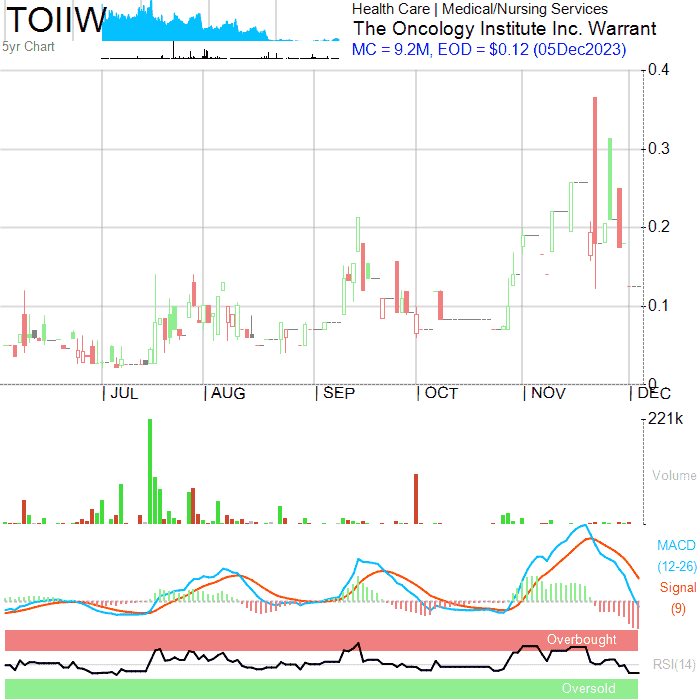 TOIIW
5yr Chart
Health Care | Medical/Nursing Services
The Oncology Institute Inc. Warrant
MC = 9.2M, EOD = $0.12 (05Dec2023)
0.4
0.3
0.2
0.1
0
| JUL | AUG | SEP | OCT | NOV | DEC
221k
Volume
MACD
(12-26)
Signal
(9)
Overbought
RSI(14)
Oversold